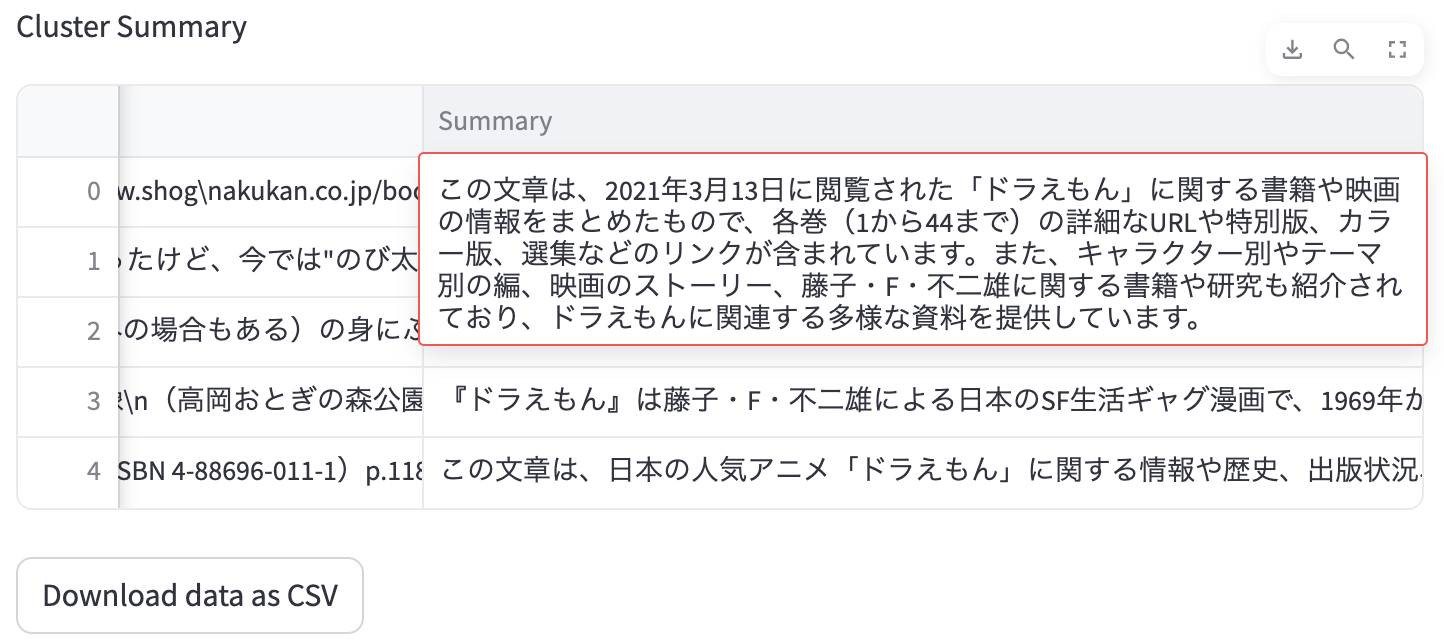 Cluster Summary
Summary
0 w.shog\nakukan.co.jp/boo
この文章は、2021年3月13日に閲覧された「ドラえもん」に関する書籍や映画
の情報をまとめたもので、各巻（1から44まで）の詳細なURLや特別版、カラ
ー版、選集などのリンクが含まれています。また、キャラクター別やテーマ
別の編、映画のストーリー、藤子・F・不二雄に関する書籍や研究も紹介され
ており、ドラえもんに関連する多様な資料を提供しています。
1 たけど、今では"のび太
2 の場合もある）の身に
3 \n（高岡おとぎの森公園 『ドラえもん』は藤子・F・不二雄による日本のSF生活ギャグ漫画で、1969年か
4 SBN 4-88696-011-1）p.118 この文章は、日本の人気アニメ「ドラえもん」に関する情報や歴史、出版状況、
Download data as CSV